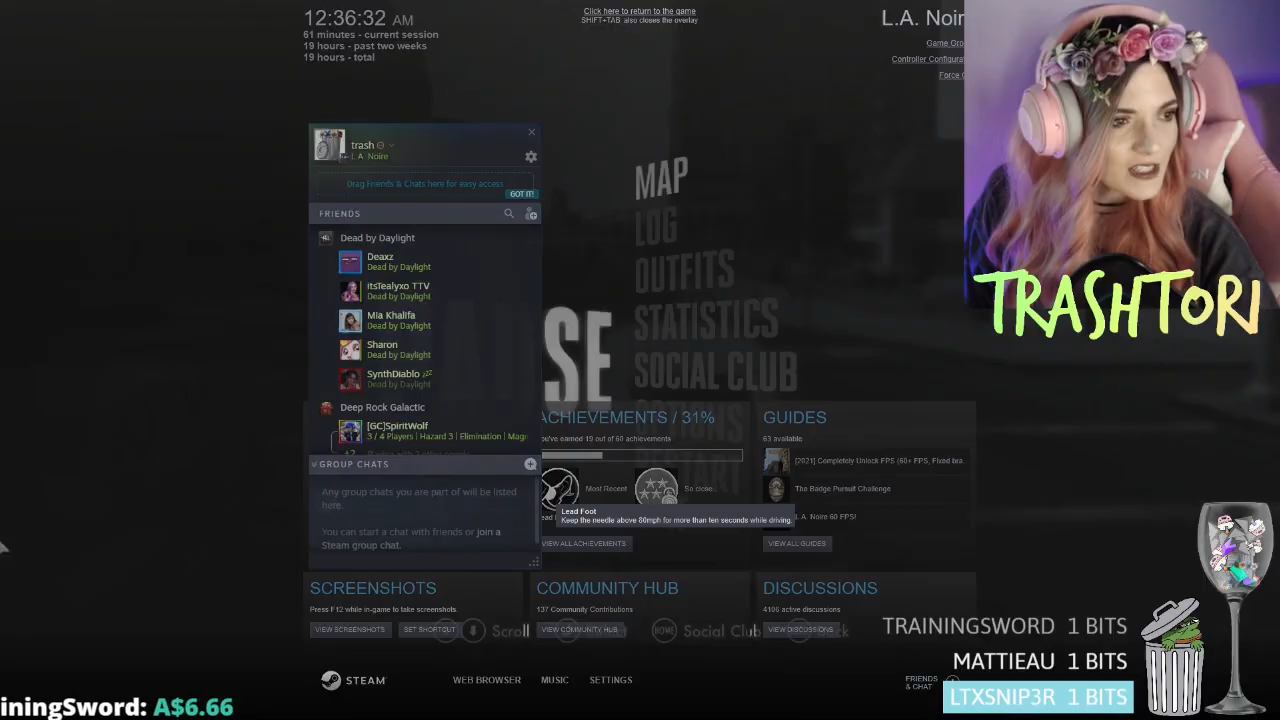 12:36:32 AM
61 minutes - current session
19 hours - past two weeks
19 hours - total
Click here to return to the game
SHIFT+TAB also closes the overlay
L.A. Noir
Game Gro
Controller Configura
Force
trash
L. A. Noire
Drag Friends & Chats here for easy access
GOT IT!
FRIENDS
Dead by Daylight
Deaxz
Dead by Daylight
itsTealyxo TTV
Dead by Daylight
Mia Khalifa
Dead by Daylight
Sharon
Dead by Daylight
SynthDiablo zzz
Dead by Daylight
Deep Rock Galactic
[GC]SpiritWolf
3 / 4 Players | Hazard 3 | Elimination | Mag
GROUP CHATS
Any group chats you are part of will be listed
here.
You can start a chat with friends or join a
Steam group chat.
MAP
LOG
OUTFITS
STATISTICS
SOCIAL CLUB
OPTIONS
SE
ACHIEVEMENTS / 31%
You've earned 19 out of 60 achievements
Most Recent
So close
Lead Foot
Keep the needle above 80mph for more than ten seconds while driving.
VIEW ALL ACHIEVEMENTS
GUIDES
63 available
[2021] Completely Unlock FPS (60+ FPS, Fixed bra...
The Badge Pursuit Challenge
L.A. Noire 60 FPS!
VIEW ALL GUIDES
SCREENSHOTS
Press F12 while in-game to take screenshots.
VIEW SCREENSHOTS
SET SHORTCUT
COMMUNITY HUB
137 Community Contributions
VIEW COMMUNITY HUB
DISCUSSIONS
4106 active discussions
VIEW DISCUSSIONS
Scroll
HOME
Social Club
STEAM
WEB BROWSER
MUSIC
SETTINGS
FRIENDS
& CHAT
TRASHTORI
TRAININGSWORD 1 BITS
MATTIEAU 1 BITS
LTXSNIP3R 1 BITS
iningSword: A$6.66